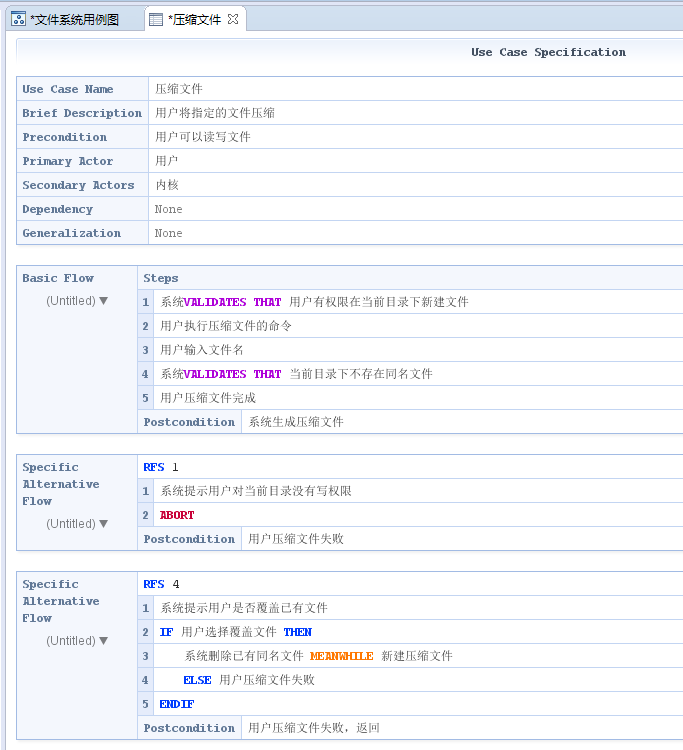 *文件系统用例图 *压缩文件
Use Case Specification
Use Case Name 压缩文件
Brief Description 用户将指定的文件压缩
Precondition 用户可以读写文件
Primary Actor 用户
Secondary Actors 内核
Dependency None
Generalization None
Basic Flow Steps
(Untitled) ▼
1 系统VALIDATES THAT 用户有权限在当前目录下新建文件
2 用户执行压缩文件的命令
3 用户输入文件名
4 系统VALIDATES THAT 当前目录下不存在同名文件
5 用户压缩文件完成
Postcondition 系统生成压缩文件
Specific
Alternative
Flow
(Untitled) ▼
RFS 1
1 系统提示用户对当前目录没有写权限
2 ABORT
Postcondition 用户压缩文件失败
Specific
Alternative
Flow
(Untitled) ▼
RFS 4
1 系统提示用户是否覆盖已有文件
2 IF 用户选择覆盖文件 THEN
3 系统删除已有同名文件 MEANWHILE 新建压缩文件
4 ELSE 用户压缩文件失败
5 ENDIF
Postcondition 用户压缩文件失败，返回